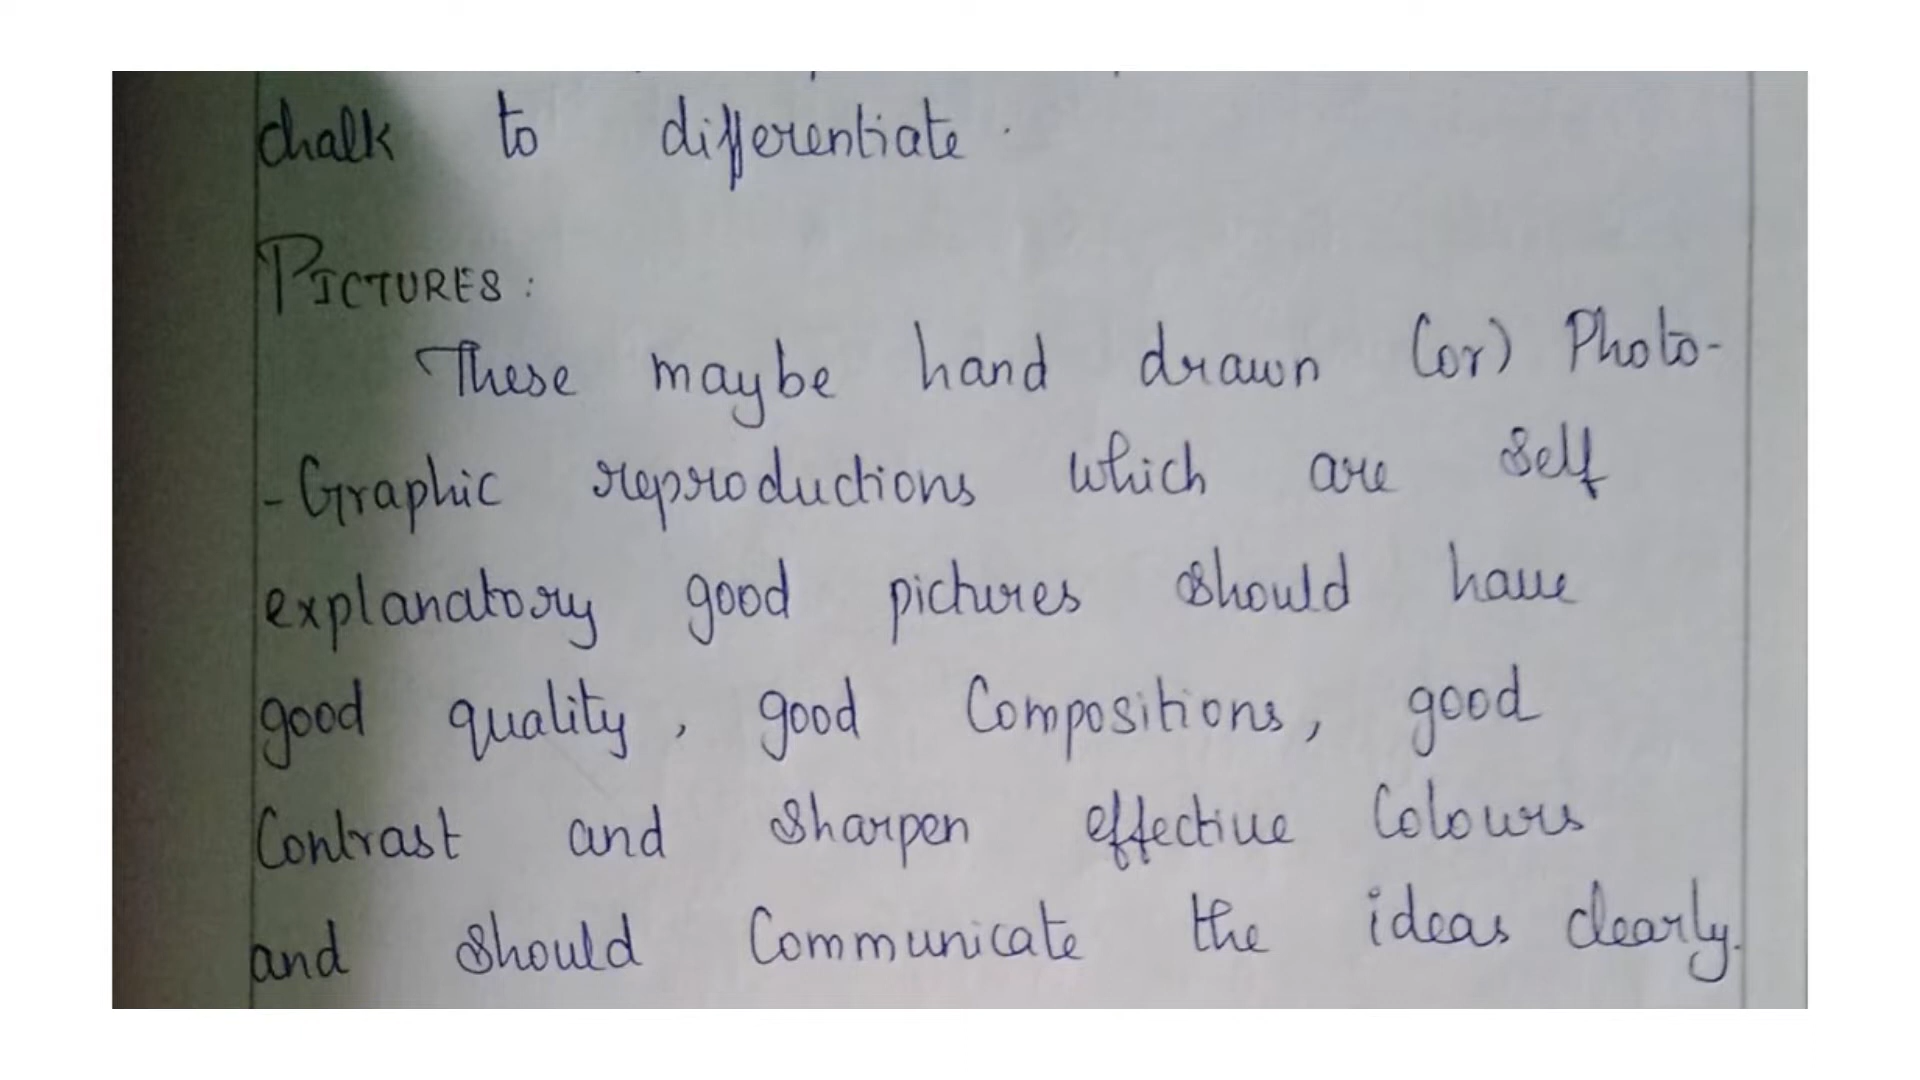 chalk to differentiate.
PICTURES:
These maybe hand drawn (or) Photo-
-Graphic reproductions which are self
explanatory good pictures should have
good quality, good Compositions, good
Contrast and sharpen effective Colours
and should Communicate the ideas clearly.